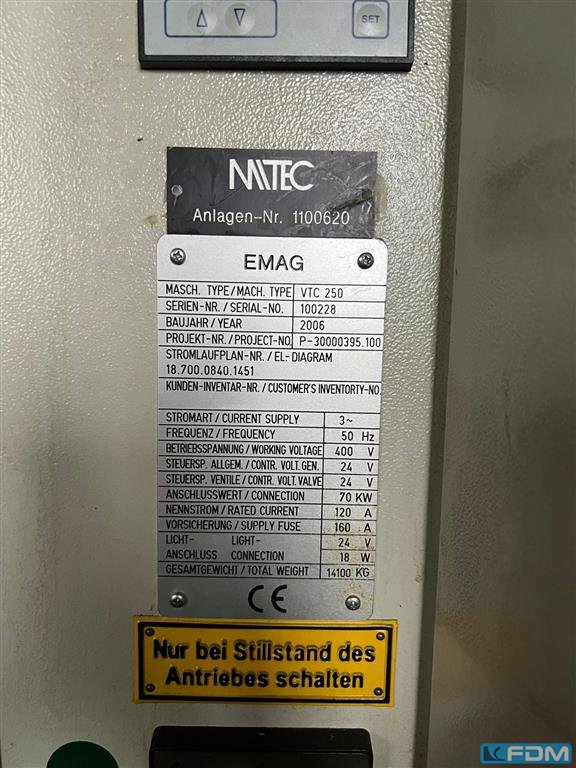 SET
MITEC
Anlagen-Nr. 1100620
EMAG
MASCH. TYPE/MACH. TYPE VTC 250
SERIEN-NR. / SERIAL-NO. 100228
BAUJAHR / YEAR 2006
PROJEKT-NR. / PROJECT-NO. P-30000395.100
STROMLAUFPLAN-NR. / EL.-DIAGRAM
18.700.0840.1451
KUNDEN-INVENTAR-NR. / CUSTOMER'S INVENTORTY-NO.
STROMART / CURRENT SUPPLY 3~
FREQUENZ / FREQUENCY 50 Hz
BETRIEBSSPANNUNG / WORKING VOLTAGE 400 V
STEUERSP. ALLGEM. / CONTR. VOLT. GEN. 24 V
STEUERSP. VENTILE / CONTR. VOLT. VALVE 24 V
ANSCHLUSSWERT / CONNECTION 70 KW
NENNSTROM / RATED CURRENT 120 A
VORSICHERUNG / SUPPLY FUSE 160 A
LICHT- LIGHT- 24 V
ANSCHLUSS CONNECTION 18 W
GESAMTGEWICHT / TOTAL WEIGHT 14100 KG
CE
Nur bei Stillstand des
Antriebes schalten
FDM